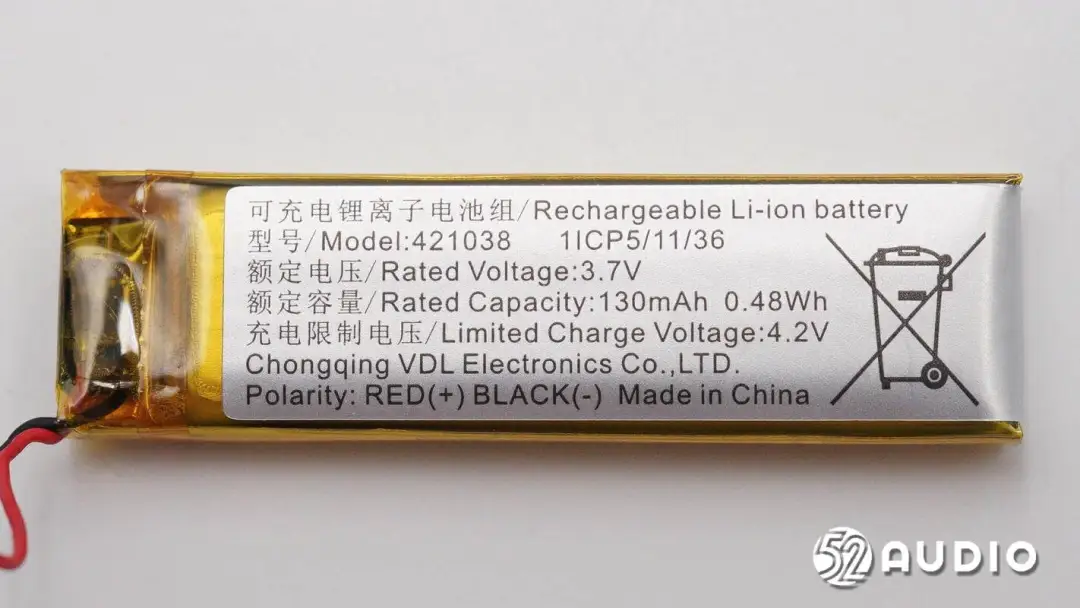 可充电锂离子电池组/Rechargeable Li-ion battery
型号/Model:421038 1ICP5/11/36
额定电压/Rated Voltage:3.7V
额定容量/Rated Capacity:130mAh 0.48Wh
充电限制电压/Limited Charge Voltage:4.2V
Chongqing VDL Electronics Co.,LTD.
Polarity: RED(+) BLACK(-) Made in China
52 AUDIO